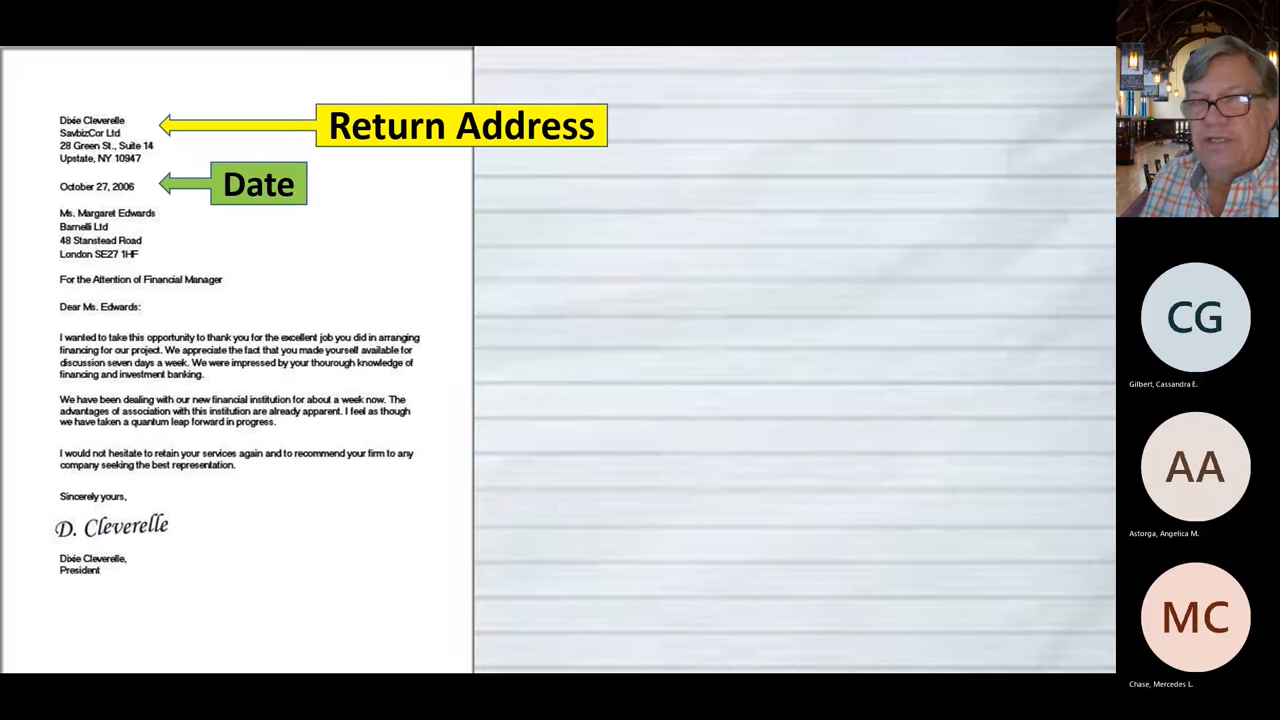 Dixie Cleverelle
SavbizCor Ltd
28 Green St., Suite 14
Upstate, NY 10947
Return Address
October 27, 2006
Date
Ms. Margaret Edwards
Barnelli Ltd
48 Stanstead Road
London SE27 1HF
For the Attention of Financial Manager
Dear Ms. Edwards:
I wanted to take this opportunity to thank you for the excellent job you did in arranging
financing for our project. We appreciate the fact that you made yourself available for
discussion seven days a week. We were impressed by your thourough knowledge of
financing and investment banking.
We have been dealing with our new financial institution for about a week now. The
advantages of association with this institution are already apparent. I feel as though
we have taken a quantum leap forward in progress.
I would not hesitate to retain your services again and to recommend your firm to any
company seeking the best representation.
Sincerely yours,
D. Cleverelle
Dixie Cleverelle,
President
CG
Gilbert, Cassandra E.
AA
Astorga, Angelica M.
MC
Chase, Mercedes L.